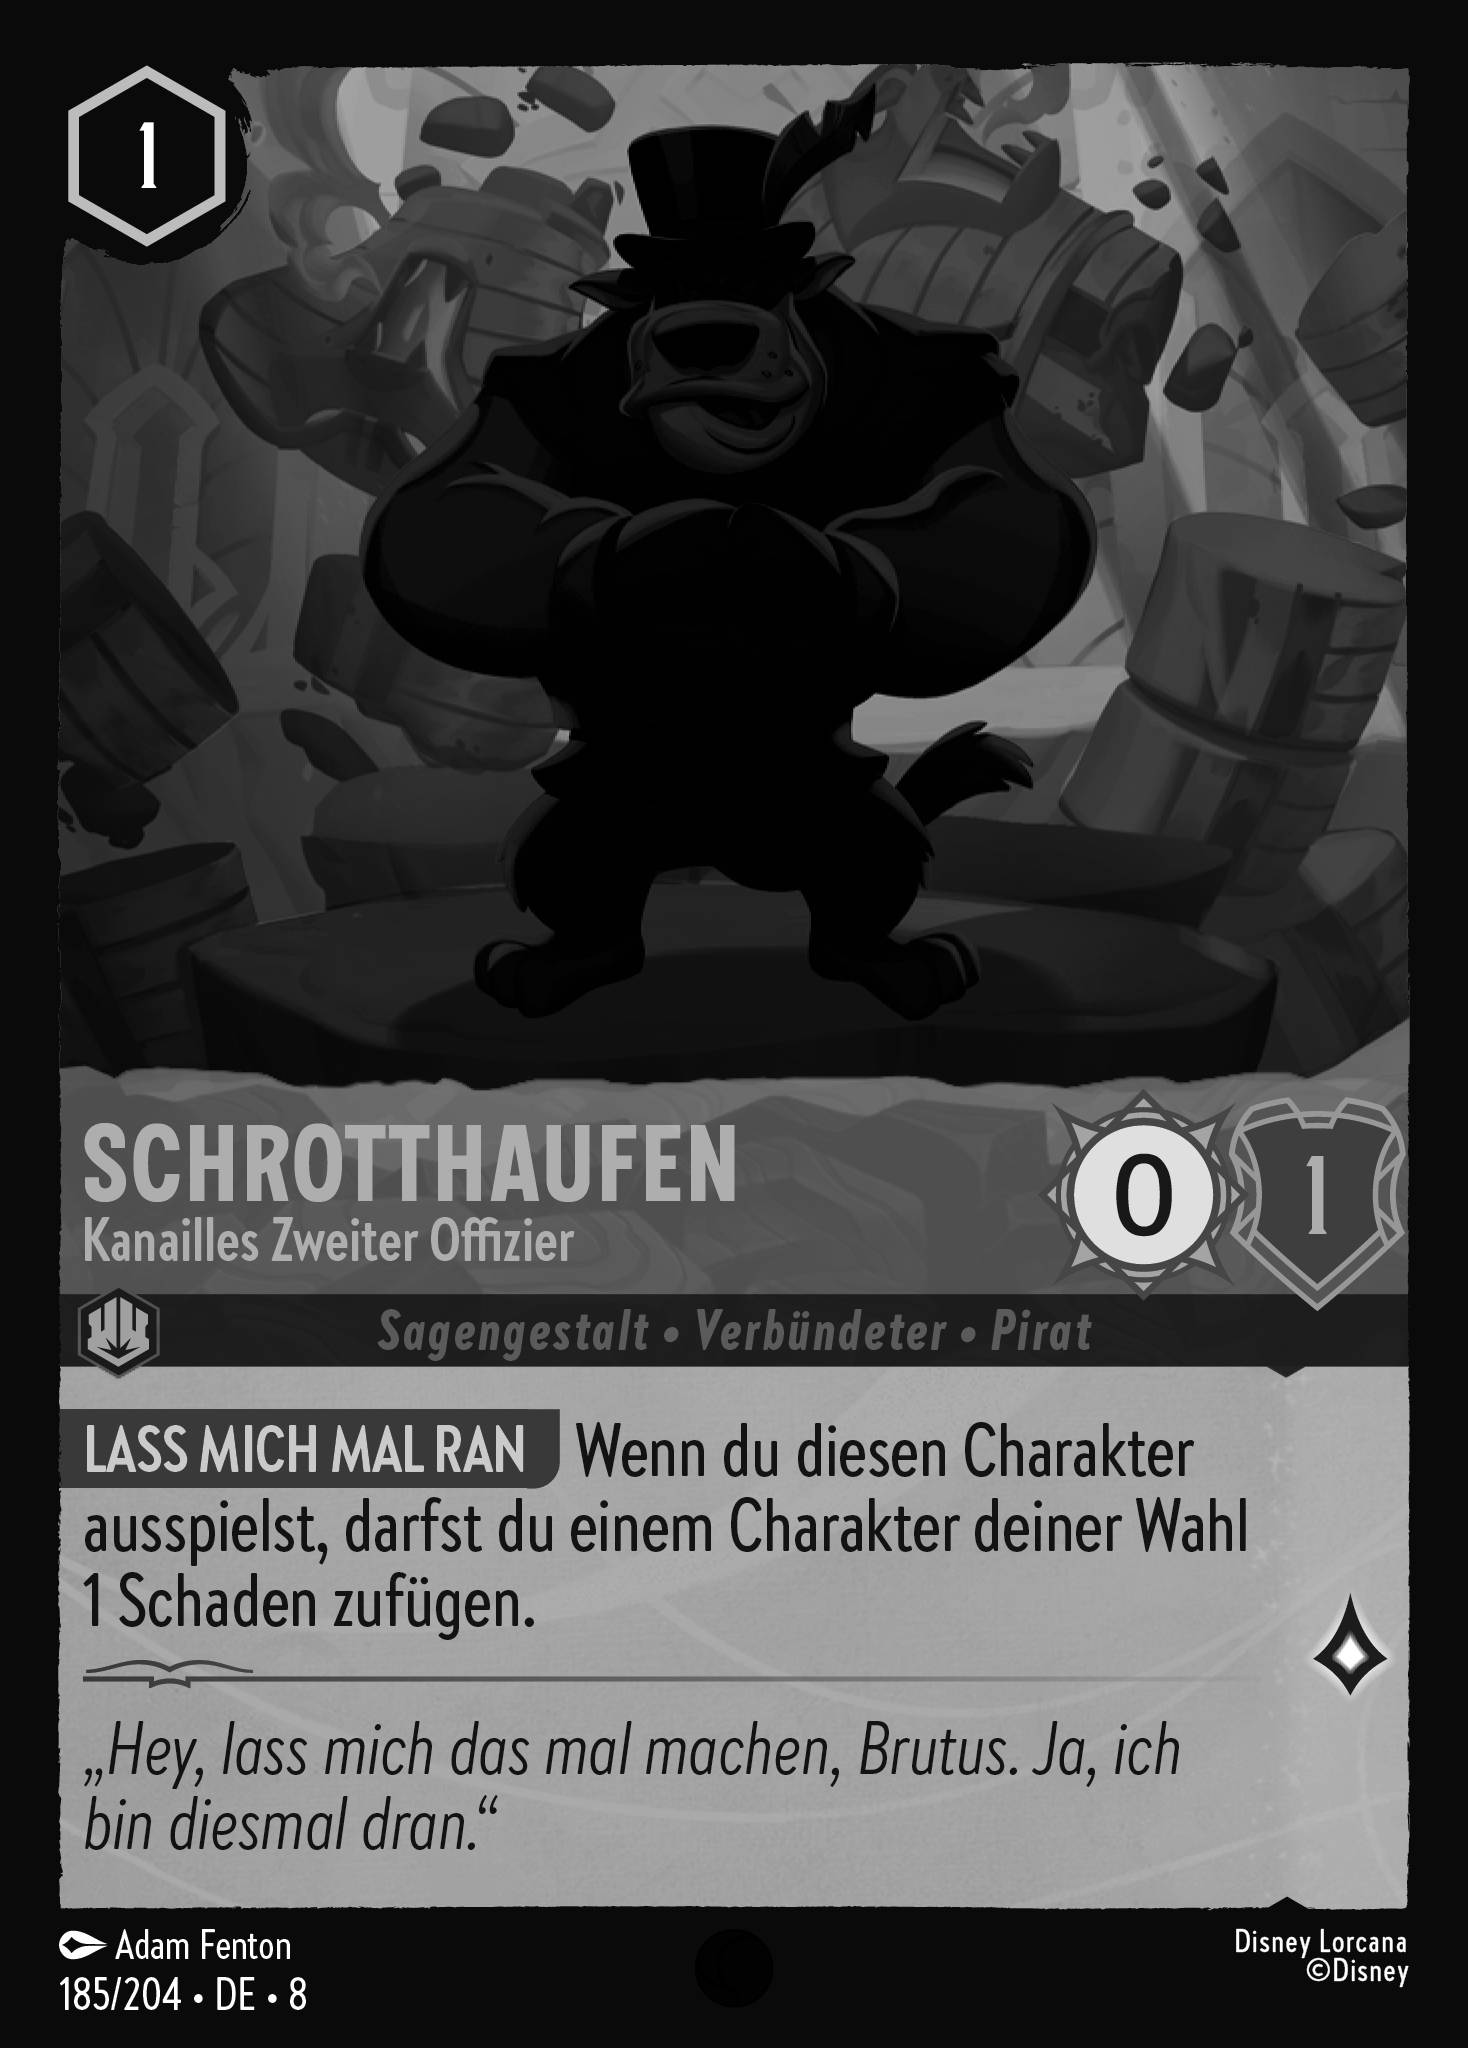 1
SCHROTTHAUFEN
Kanailles Zweiter Offizier
0
1
Sagengestalt • Verbündeter • Pirat
LASS MICH MAL RAN Wenn du diesen Charakter
ausspielst, darfst du einem Charakter deiner Wahl
1 Schaden zufügen.
„Hey, lass mich das mal machen, Brutus. Ja, ich
bin diesmal dran.“
Adam Fenton
185/204 • DE • 8
Disney Lorcana
©Disney